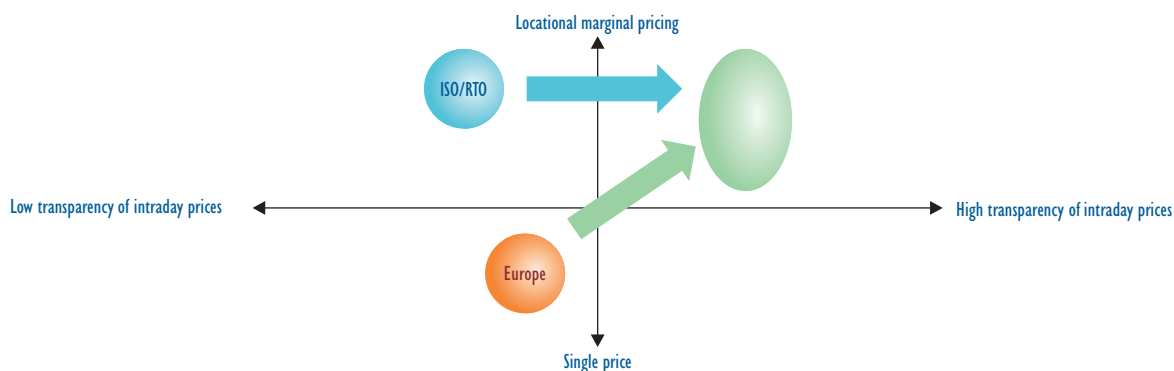 Locational marginal pricing
ISO/RTO
Low transparency of intraday prices
High transparency of intraday prices
Europe
Single price